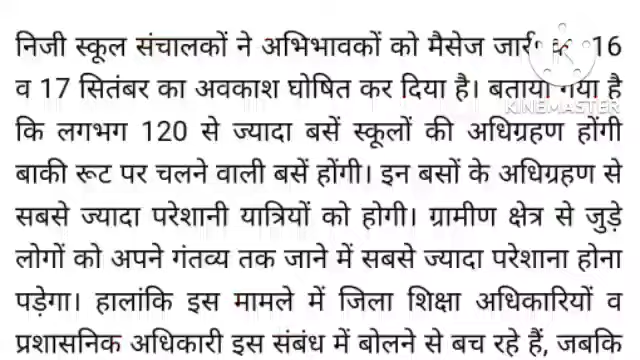 निजी स्कूल संचालकों ने अभिभावकों को मैसेज 16
व 17 सितंबर का अवकाश घोषित कर दिया है। बताया गया है
KINEMASTER
कि लगभग 120 से ज्यादा बसें स्कूलों की अधिग्रहण होंगी
बाकी रूट पर चलने वाली बसें होंगी। इन बसों के अधिग्रहण से
सबसे ज्यादा परेशानी यात्रियों को होगी। ग्रामीण क्षेत्र से जुड़े
लोगों को अपने गंतव्य तक जाने में सबसे ज्यादा परेशाना होना
पड़ेगा। हालांकि इस मामले में जिला शिक्षा अधिकारियों व
प्रशासनिक अधिकारी इस संबंध में बोलने से बच रहे हैं, जबकि